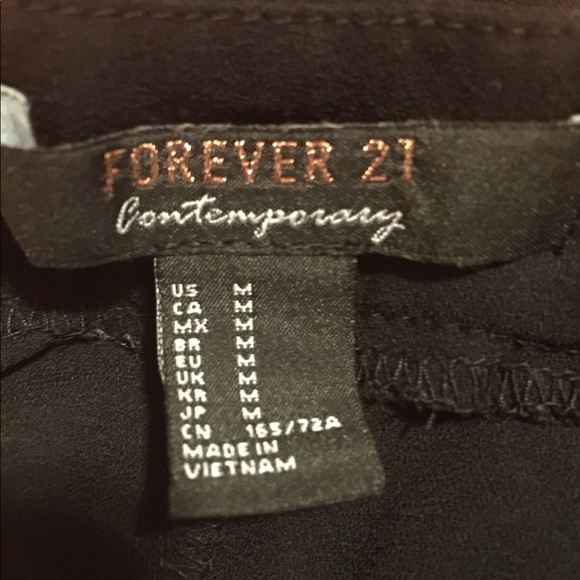 FOREVER 21
Contemporary
US M
CA M
MX M
BR M
EU M
UK M
KR M
JP M
CN 165/72A
MADE IN
VIETNAM